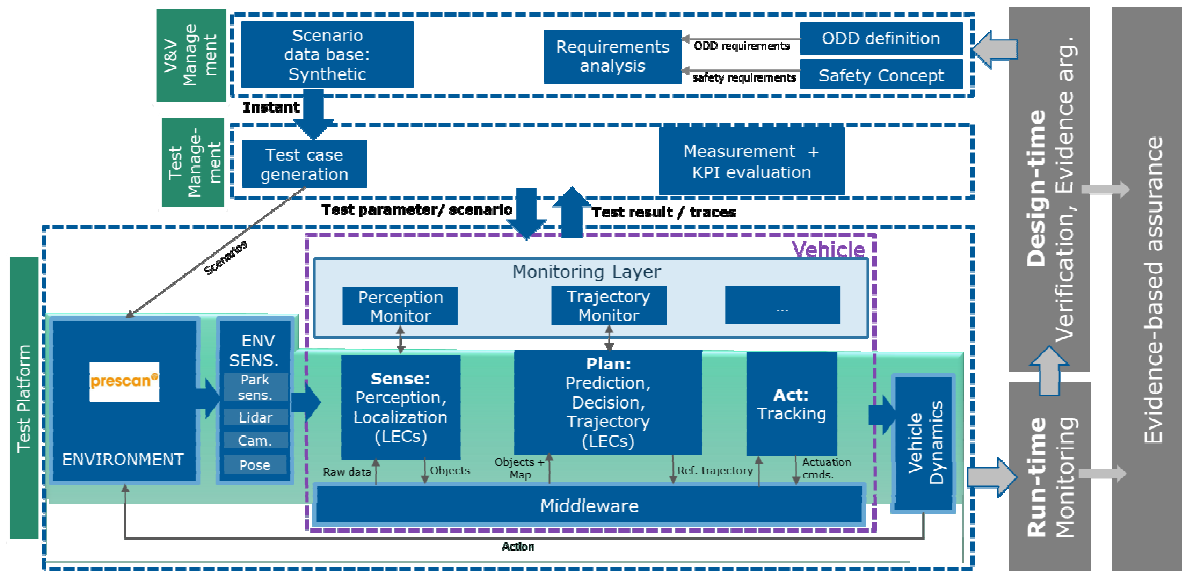 V&V
Manage
ment
Scenario
data base:
Synthetic
Requirements
analysis
ODD requirements
safety requirements
ODD definition
Safety Concept
Instant
Test
Manage-
ment
Test case
generation
Measurement +
KPI evaluation
Test parameter/ scenario
Test result / traces
Scenarios
Test Platform
Vehicle
Monitoring Layer
Perception
Monitor
Trajectory
Monitor
...
prescan
ENVIRONMENT
ENV
SENS.
Park
sens.
Lidar
Cam.
Pose
Sense:
Perception,
Localization
(LECs)
Plan:
Prediction,
Decision,
Trajectory
(LECs)
Act:
Tracking
Vehicle
Dynamics
Raw data
Objects
Objects +
Map
Ref. trajectory
Actuation
cmds.
Middleware
Action
Design-time
Verification, Evidence arg.
Run-time
Monitoring
Evidence-based assurance